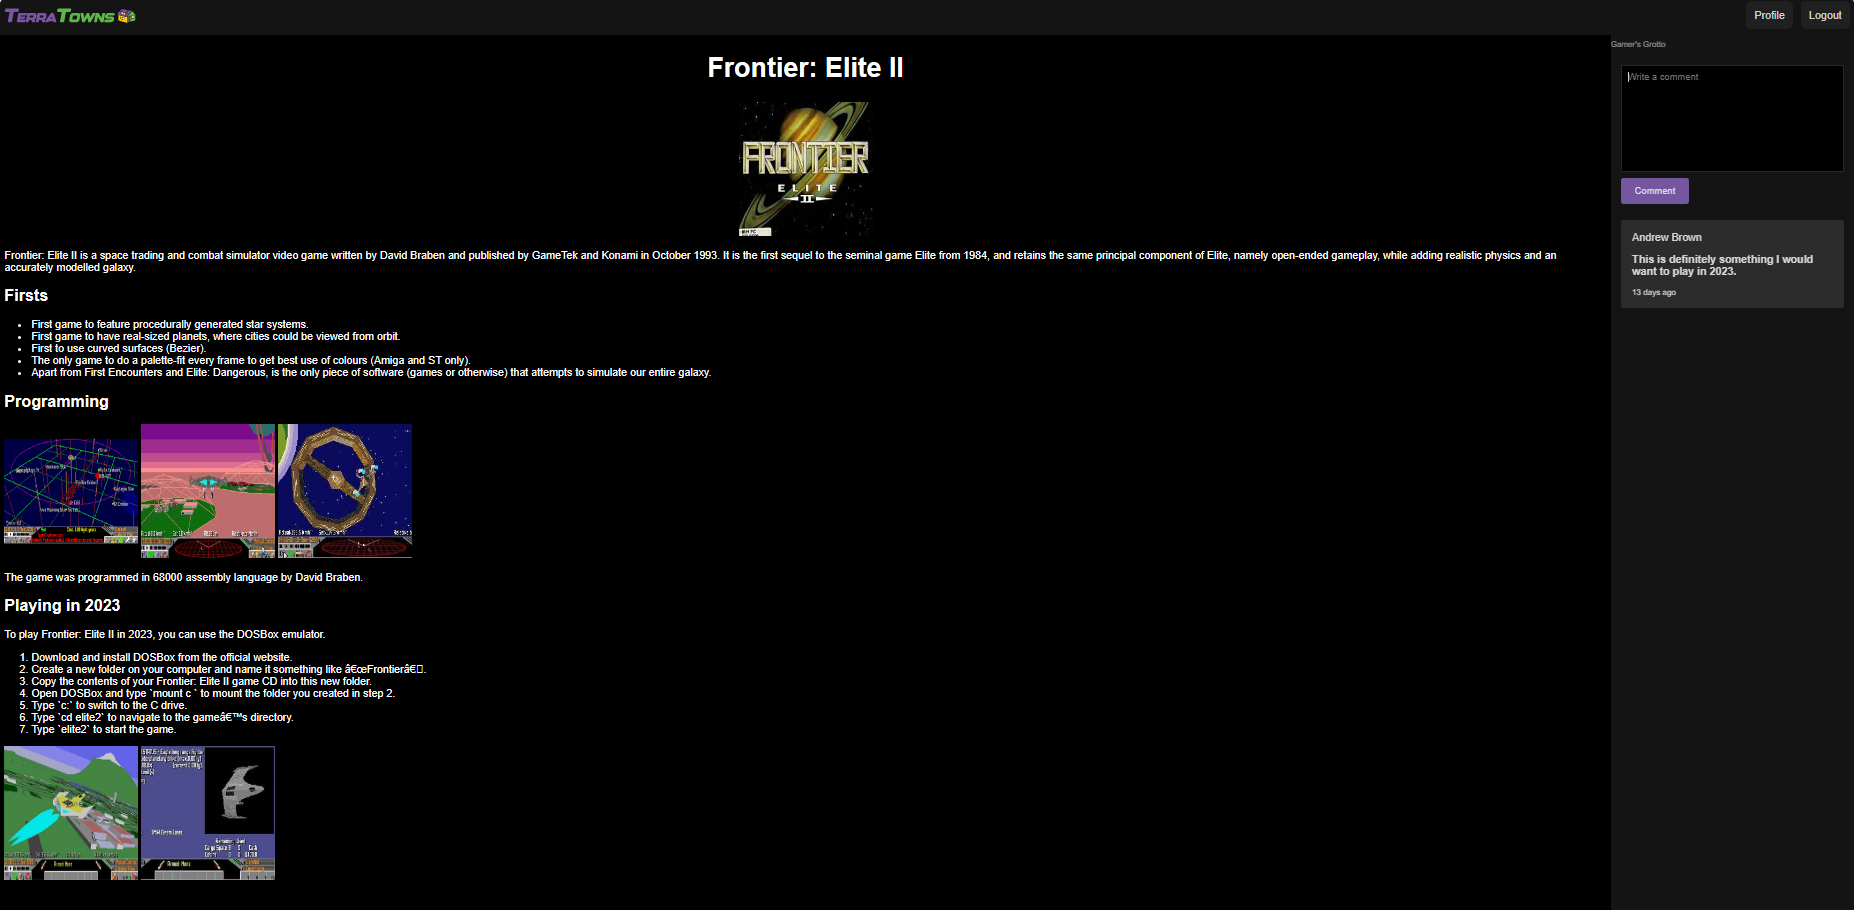 TERRATOWNS
Profile
Logout
Gamer's Grotto
Frontier: Elite II
Write a comment
FRONTIER
ELITE
II
Comment
Andrew Brown
This is definitely something I would
want to play in 2023.
13 days ago
Frontier: Elite II is a space trading and combat simulator video game written by David Braben and published by GameTek and Konami in October 1993. It is the first sequel to the seminal game Elite from 1984, and retains the same principal component of Elite, namely open-ended gameplay, while adding realistic physics and an
accurately modelled galaxy.
Firsts
• First game to feature procedurally generated star systems.
• First game to have real-sized planets, where cities could be viewed from orbit.
• First to use curved surfaces (Bezier).
• The only game to do a palette-fit every frame to get best use of colours (Amiga and ST only).
• Apart from First Encounters and Elite: Dangerous, is the only piece of software (games or otherwise) that attempts to simulate our entire galaxy.
Programming
The game was programmed in 68000 assembly language by David Braben.
Playing in 2023
To play Frontier: Elite II in 2023, you can use the DOSBox emulator.
1. Download and install DOSBox from the official website.
2. Create a new folder on your computer and name it something like â€œFrontierâ€.
3. Copy the contents of your Frontier: Elite II game CD into this new folder.
4. Open DOSBox and type `mount c ` to mount the folder you created in step 2.
5. Type `c:` to switch to the C drive.
6. Type `cd elite2` to navigate to the gameâ€™s directory.
7. Type `elite2` to start the game.